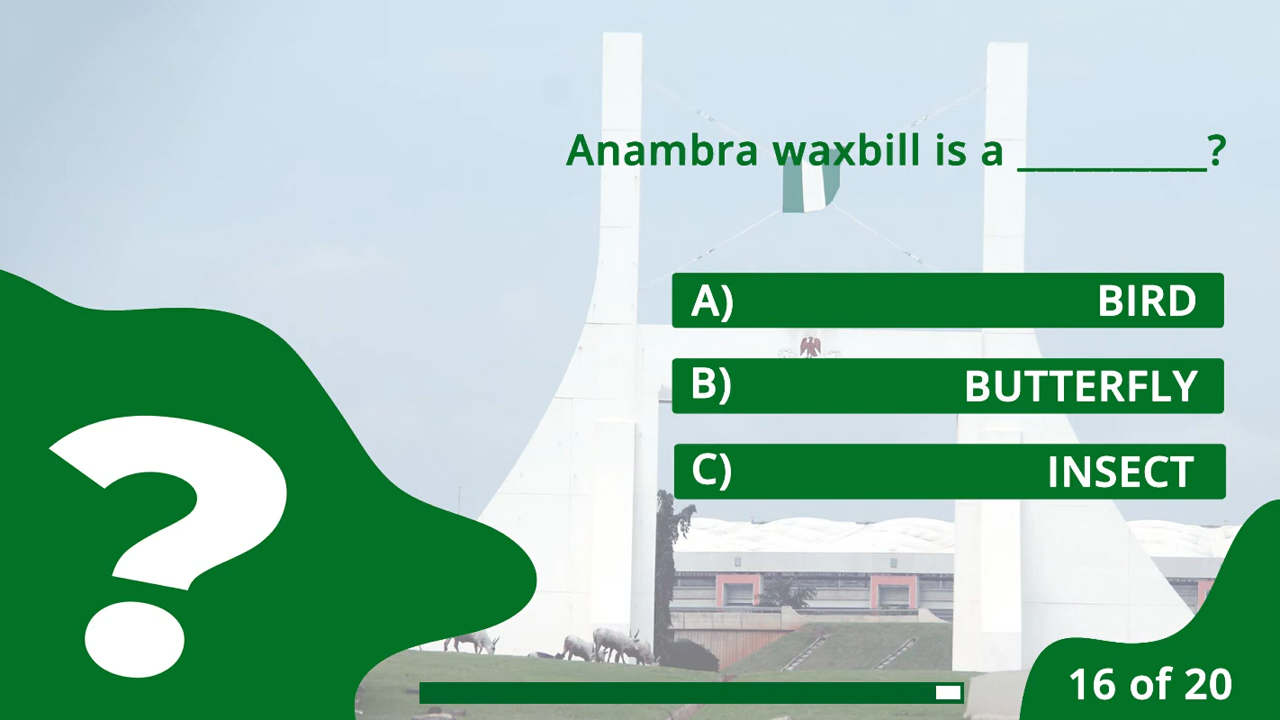 Anambra waxbill is a __________?
A) BIRD
B) BUTTERFLY
C) INSECT
?
16 of 20